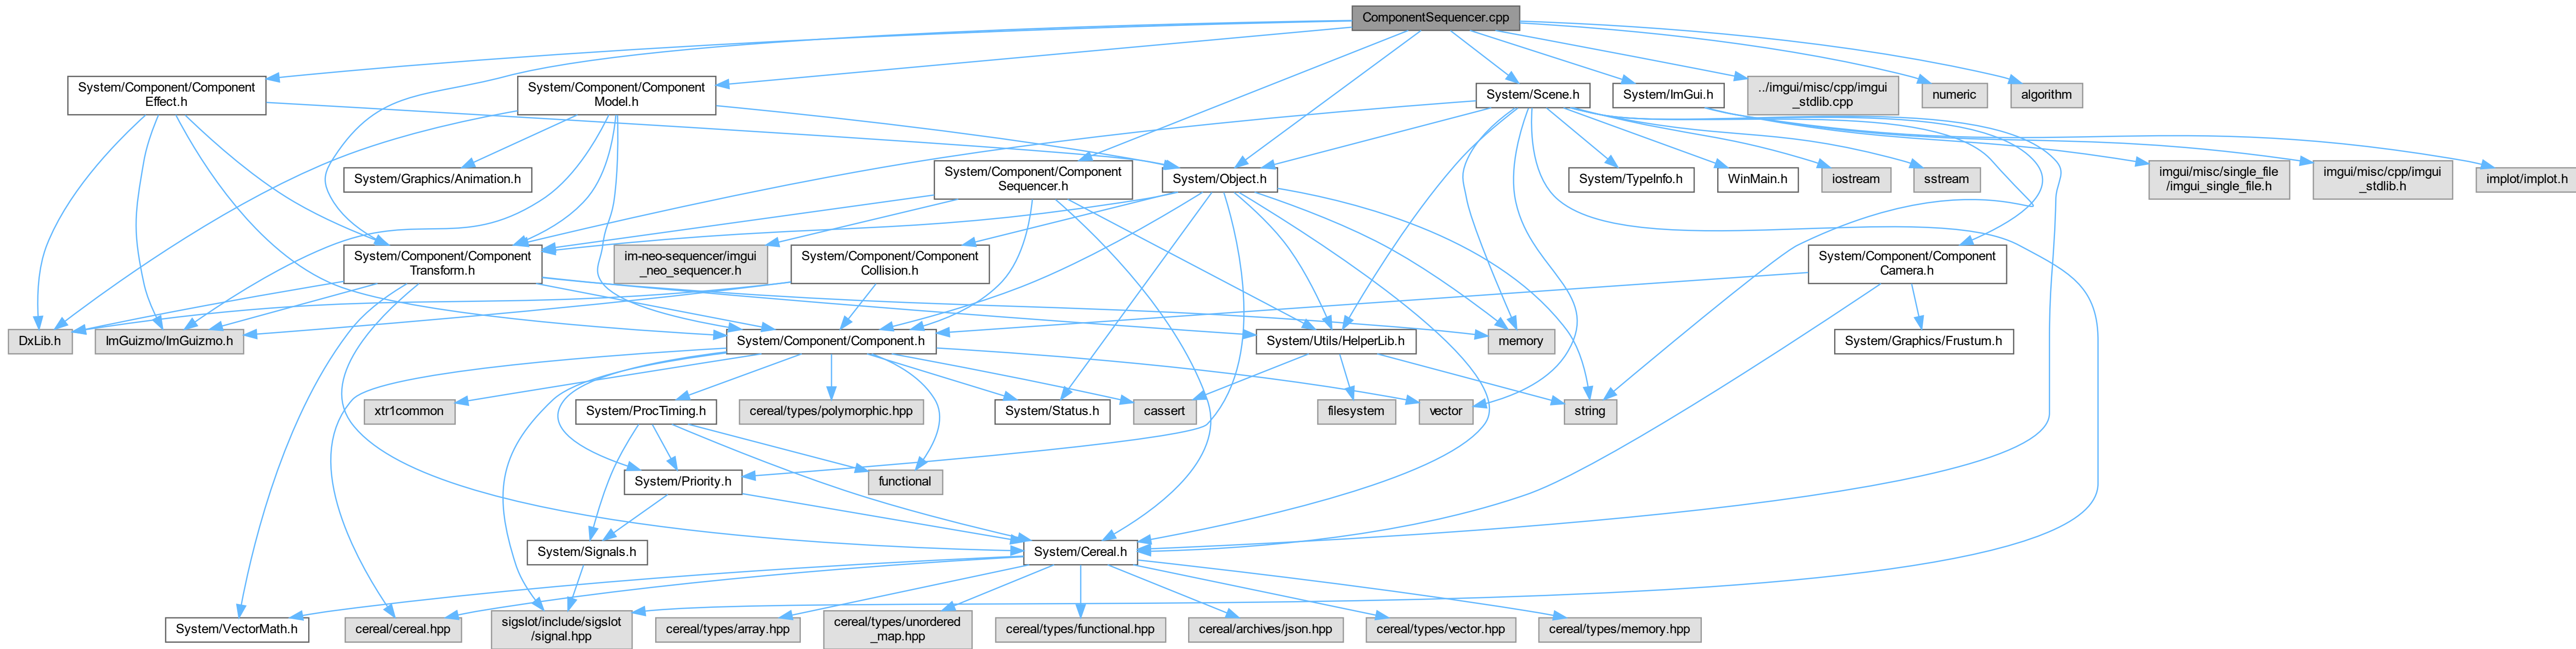 ComponentSequencer.cpp
System/Component/Component
Effect.h
System/Component/Component
Model.h
System/Scene.h
System/ImGui.h
../imgui/misc/cpp/imgui
_stdlib.cpp
numeric
algorithm
System/Graphics/Animation.h
System/Component/Component
Sequencer.h
System/Object.h
System/TypeInfo.h
WinMain.h
iostream
sstream
imgui/misc/single_file
/imgui_single_file.h
imgui/misc/cpp/imgui
_stdlib.h
implot/implot.h
System/Component/Component
Transform.h
im-neo-sequencer/imgui
_neo_sequencer.h
System/Component/Component
Collision.h
System/Component/Component
Camera.h
DxLib.h
ImGuizmo/ImGuizmo.h
System/Component/Component.h
System/Utils/HelperLib.h
memory
System/Graphics/Frustum.h
xtr1common
System/ProcTiming.h
cereal/types/polymorphic.hpp
System/Status.h
cassert
filesystem
vector
string
System/Priority.h
functional
System/Signals.h
System/Cereal.h
System/VectorMath.h
cereal/cereal.hpp
sigslot/include/sigslot
/signal.hpp
cereal/types/array.hpp
cereal/types/unordered
_map.hpp
cereal/types/functional.hpp
cereal/archives/json.hpp
cereal/types/vector.hpp
cereal/types/memory.hpp